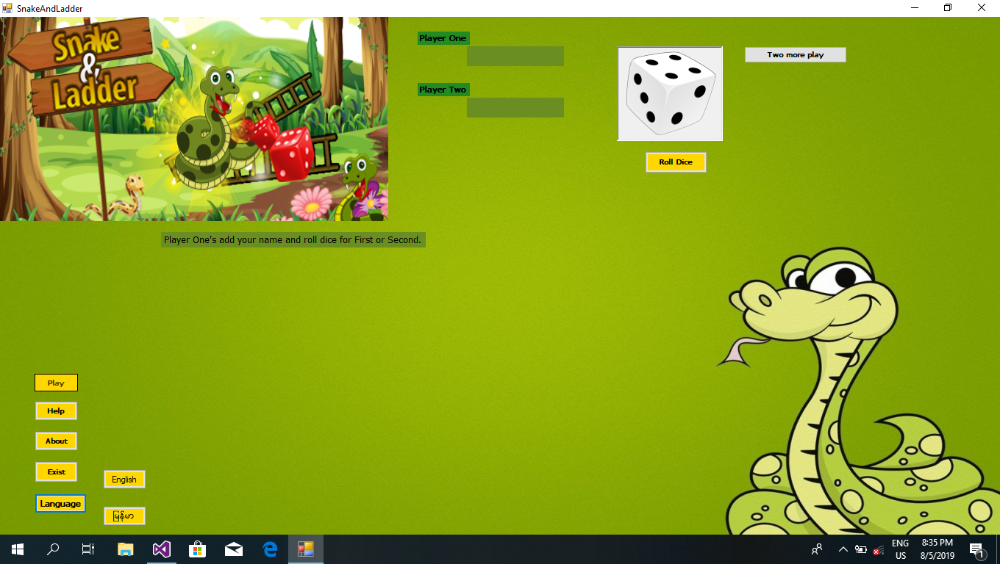 SnakeAndLadder
Snake
&
Ladder
Player One
Player Two
Two more play
Roll Dice
Player One's add your name and roll dice for First or Second.
Play
Help
About
Exist
English
Language
မြန်မာ
ENG
US
8:35 PM
8/5/2019
1